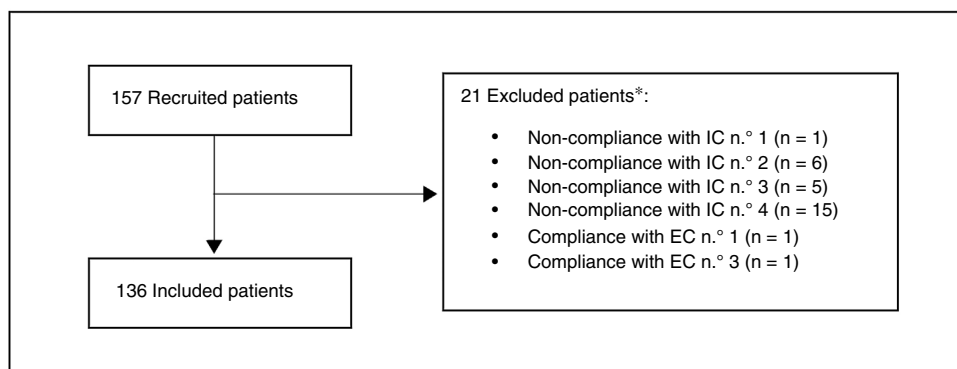 157 Recruited patients
21 Excluded patients*:
• Non-compliance with IC n.° 1 (n = 1)
• Non-compliance with IC n.° 2 (n = 6)
• Non-compliance with IC n.° 3 (n = 5)
• Non-compliance with IC n.° 4 (n = 15)
• Compliance with EC n.° 1 (n = 1)
• Compliance with EC n.° 3 (n = 1)
136 Included patients